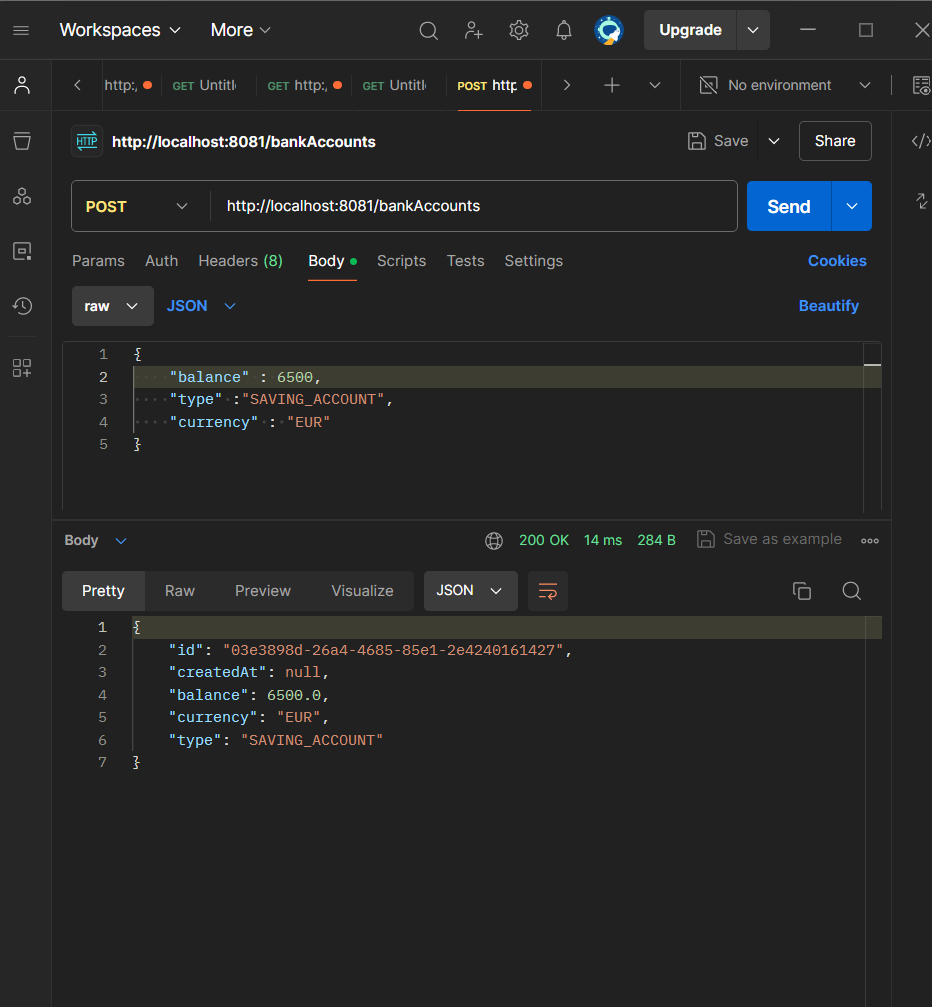 Workspaces More Upgrade
http:, GET Untitl GET http:, GET Untitl POST http No environment
HTTP http://localhost:8081/bankAccounts Save Share
POST http://localhost:8081/bankAccounts Send
Params Auth Headers (8) Body Scripts Tests Settings Cookies
raw JSON Beautify
1 {
2 "balance" : 6500,
3 "type" :"SAVING_ACCOUNT",
4 "currency" : "EUR"
5 }
Body 200 OK 14 ms 284 B Save as example
Pretty Raw Preview Visualize JSON
1 {
2 "id": "03e3898d-26a4-4685-85e1-2e4240161427",
3 "createdAt": null,
4 "balance": 6500.0,
5 "currency": "EUR",
6 "type": "SAVING_ACCOUNT"
7 }